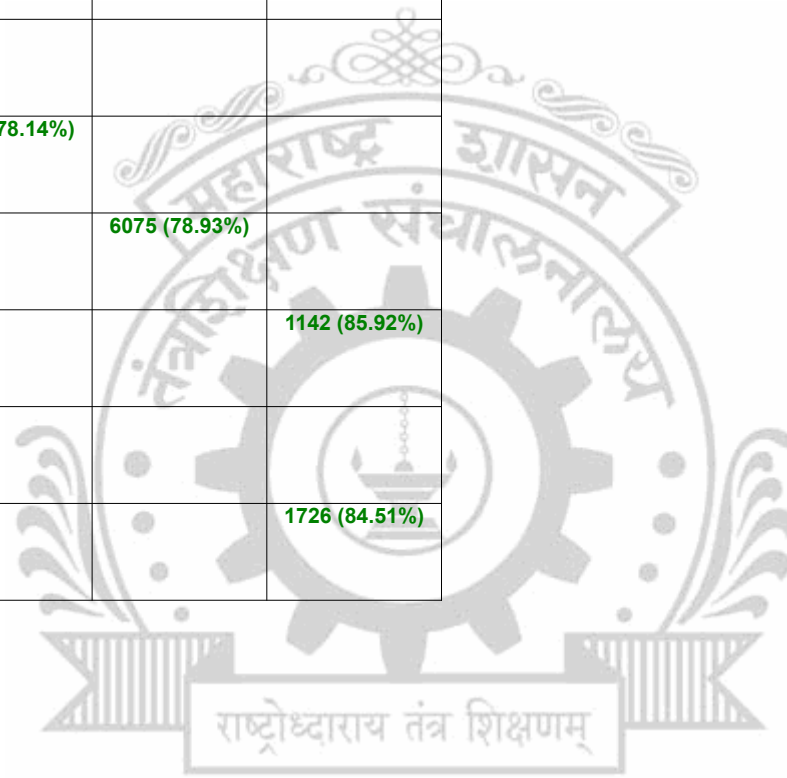 78.14%)
महाराष्ट्र शासन
6075 (78.93%)
तंत्रशिक्षण संचालनालय
1142 (85.92%)
1726 (84.51%)
राष्ट्रोध्दाराय तंत्र शिक्षणम्